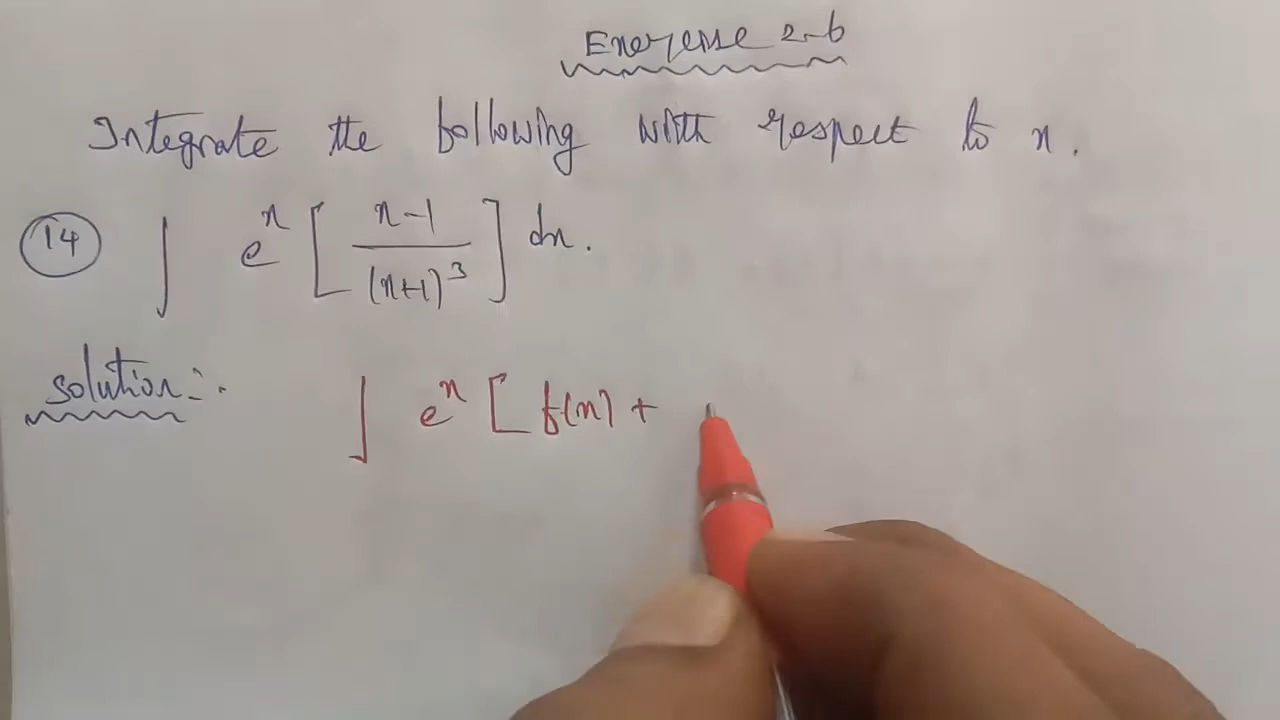 Exercise 2.6
Integrate the following with respect to x.
14 ∫ e^x [ (x-1)/(x+1)^3 ] dx.
Solution:-
∫ e^x [ f(x) +